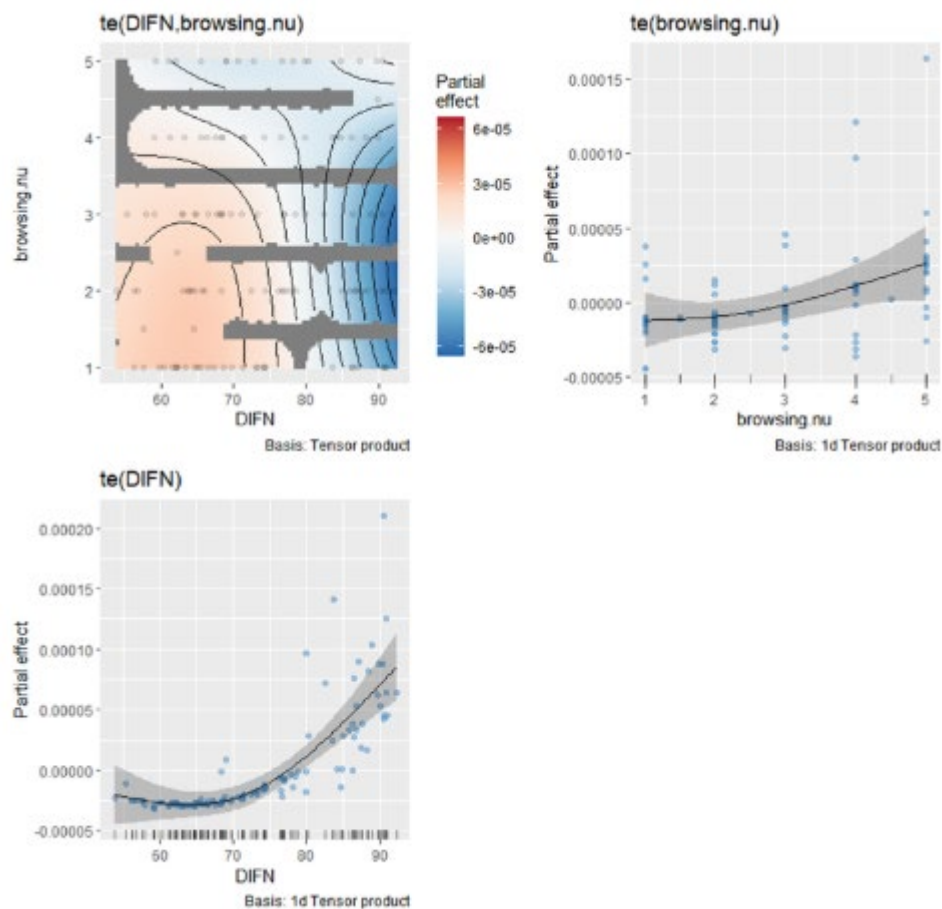 te(DIFN,browsing.nu)
5
4
3
2
1
browsing.nu
60
70
80
90
DIFN
Basis: Tensor product
Partial
effect
6e-05
3e-05
0e+00
-3e-05
-6e-05
te(browsing.nu)
0.00015
0.00010
0.00005
0.00000
-0.00005
Partial effect
1
2
3
4
5
browsing.nu
Basis: 1d Tensor product
te(DIFN)
0.00020
0.00015
0.00010
0.00005
0.00000
-0.00005
Partial effect
60
70
80
90
DIFN
Basis: 1d Tensor product